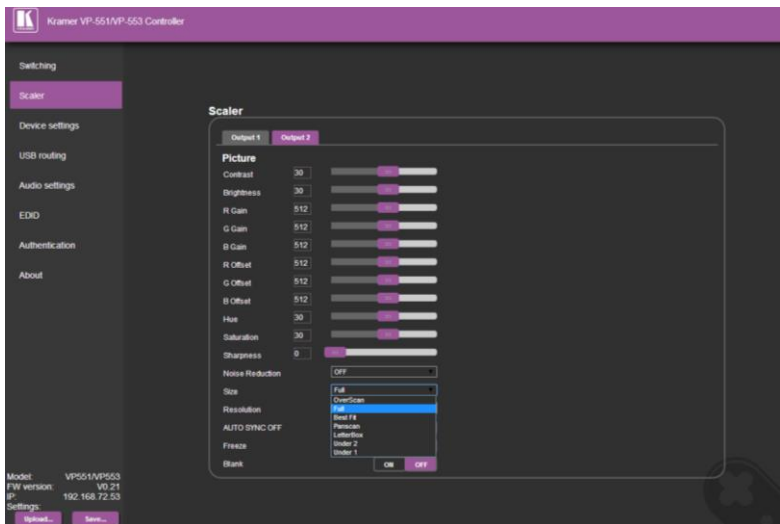 K
Kramer VP-551/VP-553 Controller
Switching
Scaler
Device settings
USB routing
Audio settings
EDID
Authentication
About
Scaler
Output 1 Output 2
Picture
Contrast 30
Brightness 30
R Gain 512
G Gain 512
B Gain 512
R Offset 512
G Offset 512
B Offset 512
Hue 30
Saturation 30
Sharpness 0
Noise Reduction OFF
Size Full
OverScan
Resolution Full
Best Fit
AUTO SYNC OFF Panscan
LetterBox
Freeze Under 2
Under 1
Blank ON OFF
Model: VP551/VP553
FW version: V0.21
IP: 192.168.72.53
Settings:
Upload... Save...